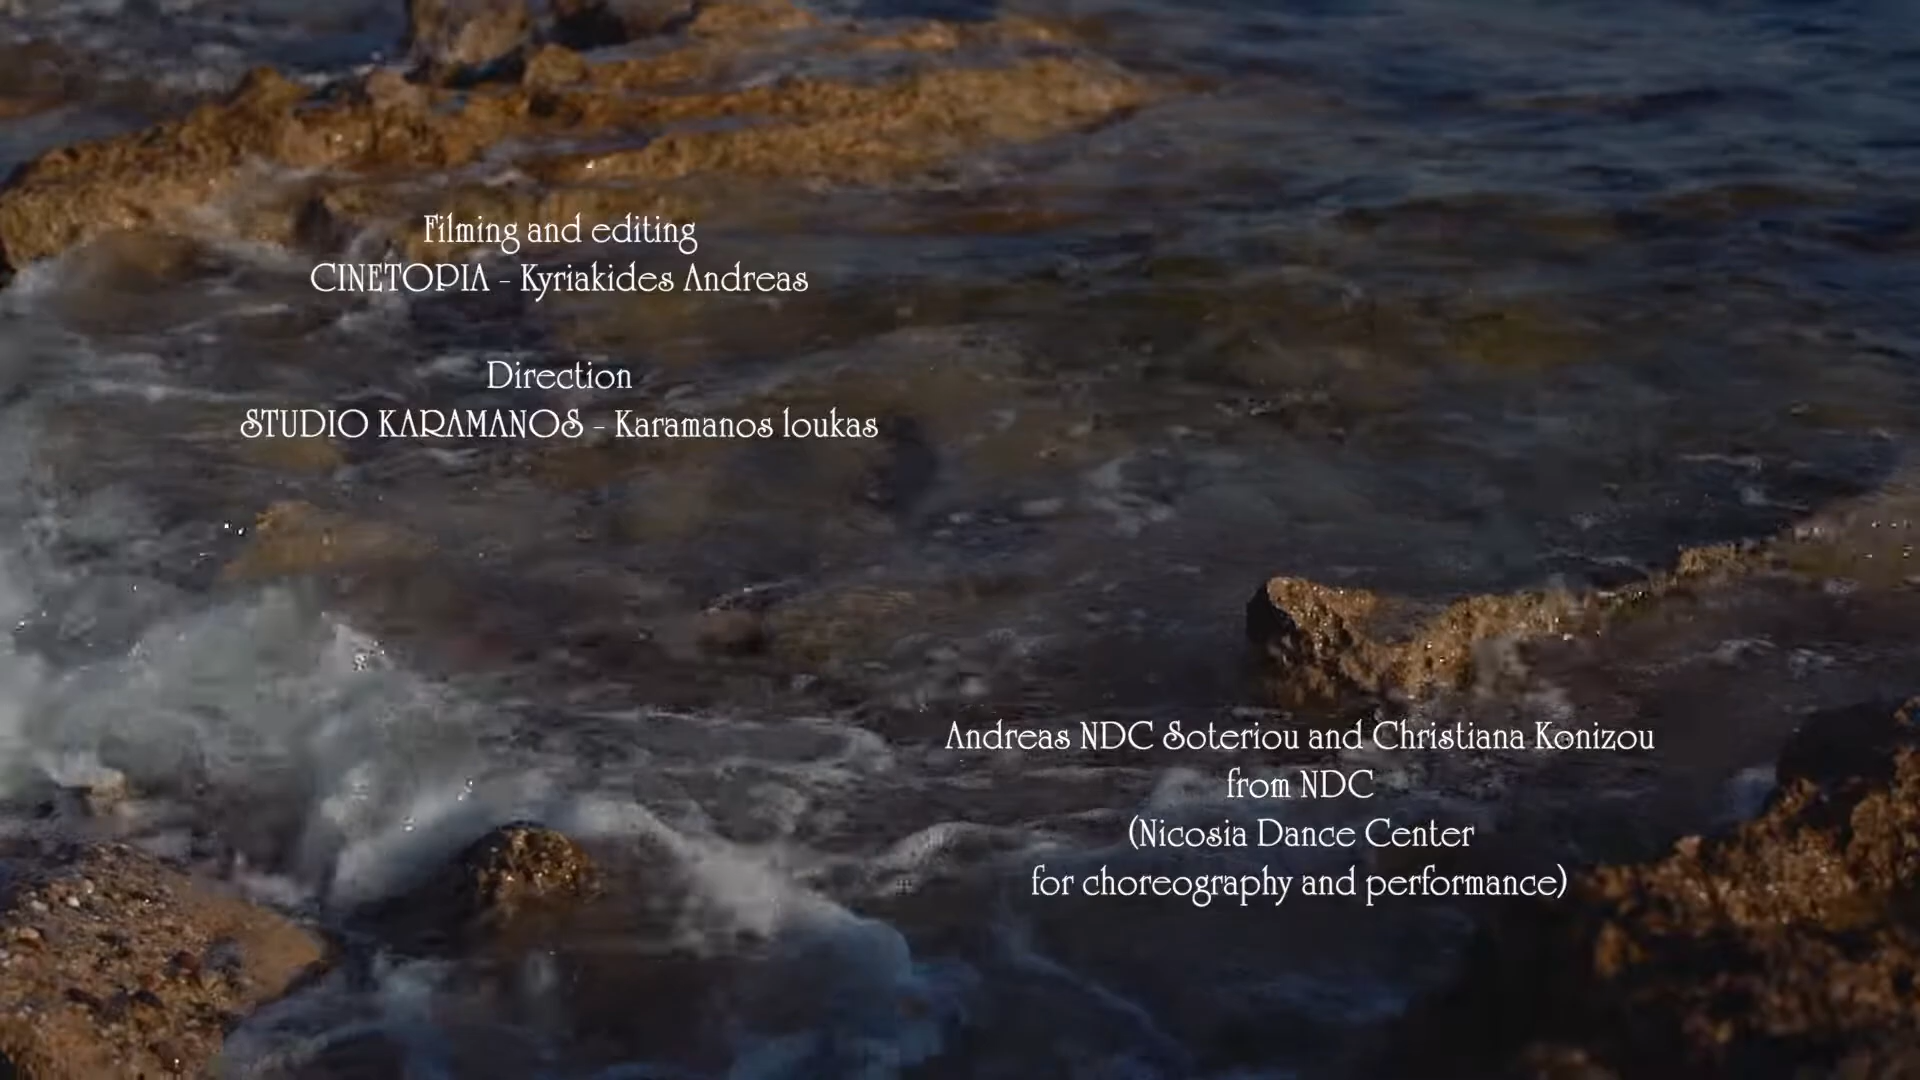 Filming and editing
CINETOPIA - Kyriakides Andreas
Direction
STUDIO KARAMANOS - Karamanos loukas
Andreas NDC Soteriou and Christiana Konizou
from NDC
(Nicosia Dance Center
for choreography and performance)